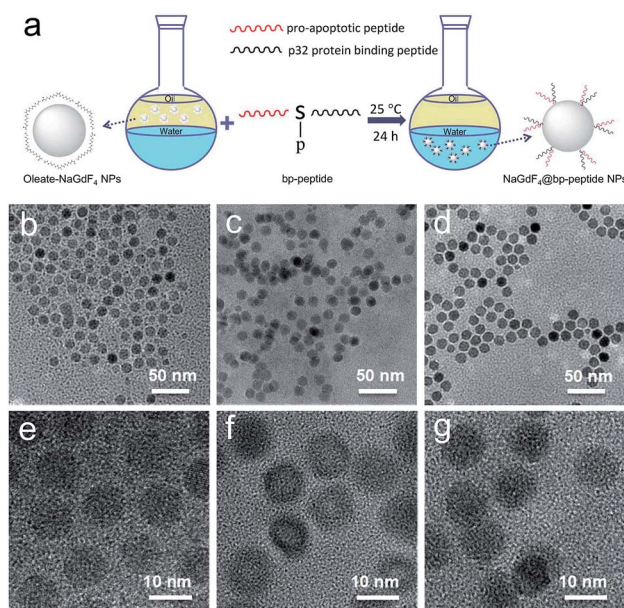 a
pro-apoptotic peptide
p32 protein binding peptide
Oil
Water
Oleate-NaGdF₄ NPs
+
S
p
bp-peptide
25 °C
24 h
Oil
Water
NaGdF₄@bp-peptide NPs
b
50 nm
c
50 nm
d
50 nm
e
10 nm
f
10 nm
g
10 nm